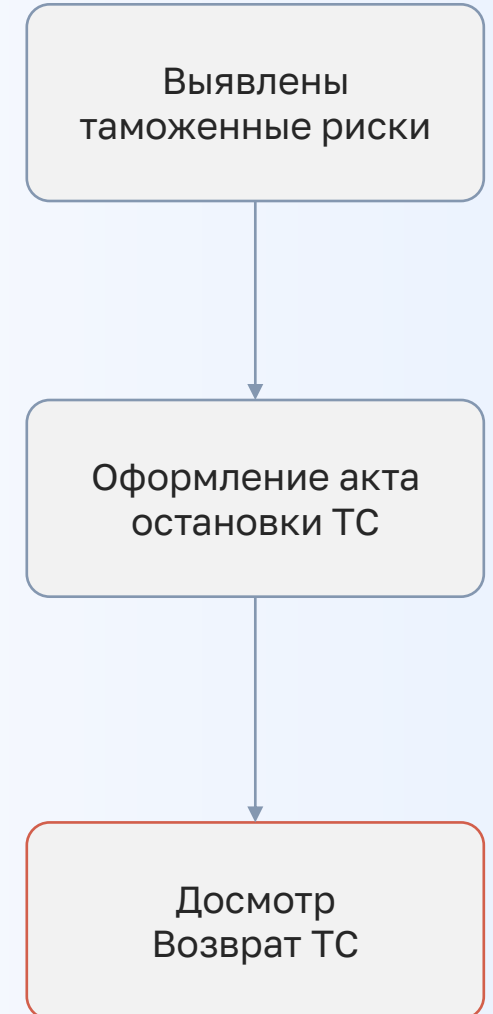 Выявлены
таможенные риски
Оформление акта
остановки ТС
Досмотр
Возврат ТС